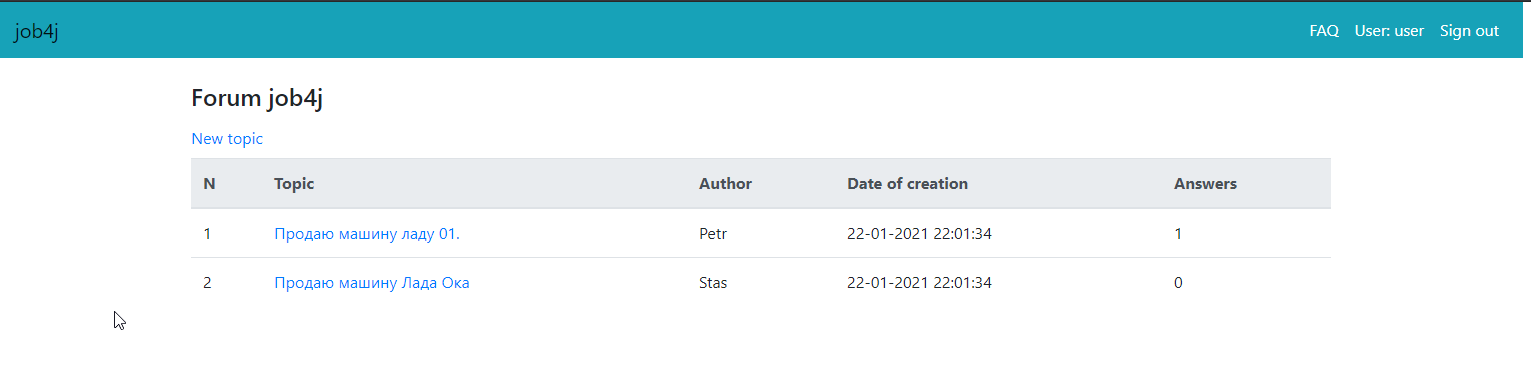 job4j FAQ User: user Sign out
Forum job4j
New topic
N Topic Author Date of creation Answers
1 Продаю машину ладу 01. Petr 22-01-2021 22:01:34 1
2 Продаю машину Лада Ока Stas 22-01-2021 22:01:34 0